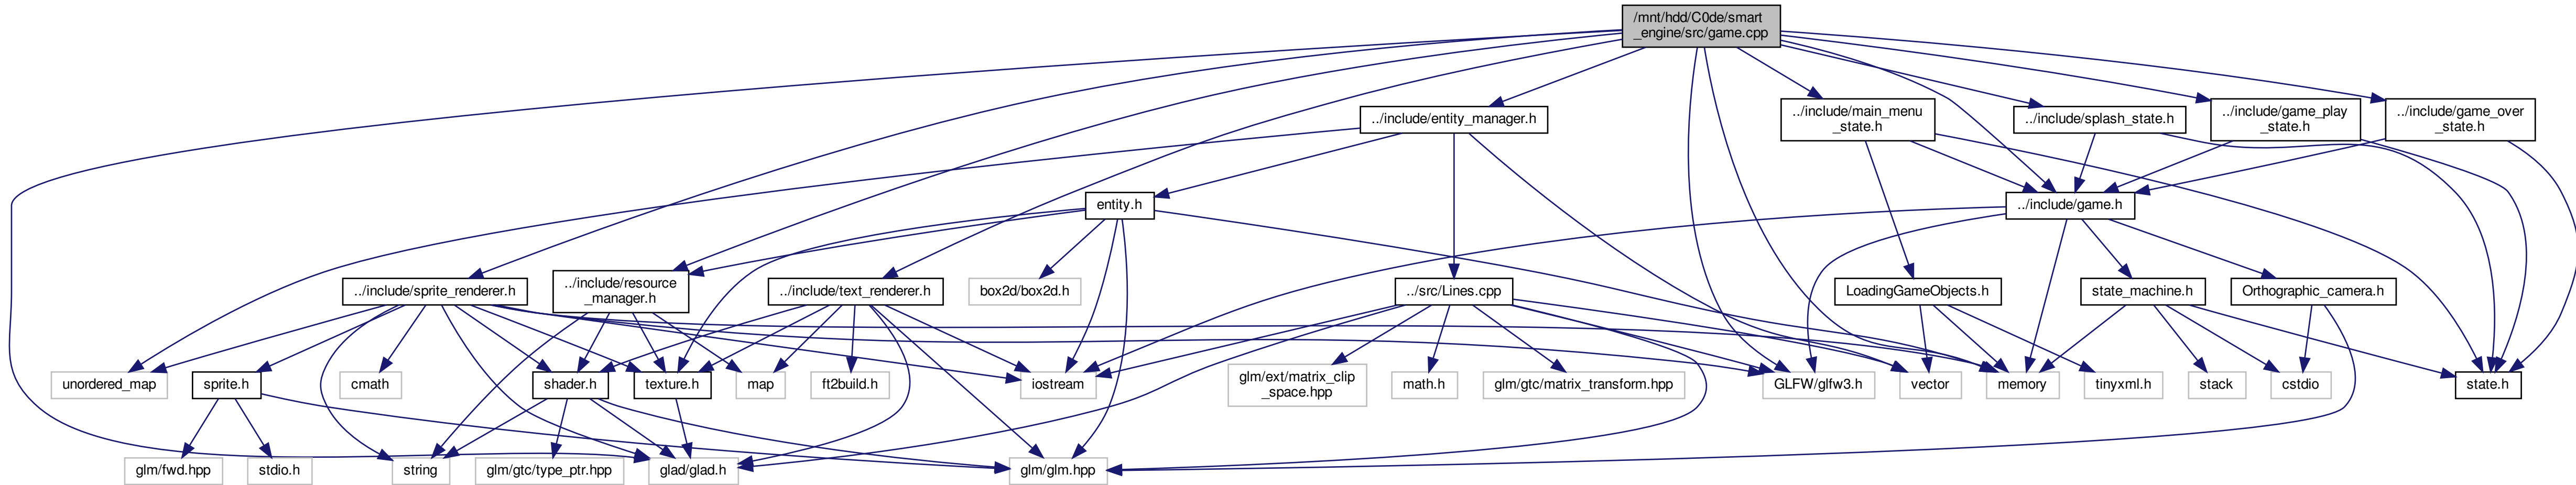 /mnt/hdd/C0de/smart
_engine/src/game.cpp
../include/entity_manager.h
../include/main_menu
_state.h
../include/splash_state.h
../include/game_play
_state.h
../include/game_over
_state.h
entity.h
../include/game.h
../include/sprite_renderer.h
../include/resource
_manager.h
../include/text_renderer.h
box2d/box2d.h
../src/Lines.cpp
LoadingGameObjects.h
state_machine.h
Orthographic_camera.h
unordered_map
sprite.h
cmath
shader.h
texture.h
map
ft2build.h
iostream
glm/ext/matrix_clip
_space.hpp
math.h
glm/gtc/matrix_transform.hpp
GLFW/glfw3.h
vector
memory
tinyxml.h
stack
cstdio
state.h
glm/fwd.hpp
stdio.h
string
glm/gtc/type_ptr.hpp
glad/glad.h
glm/glm.hpp